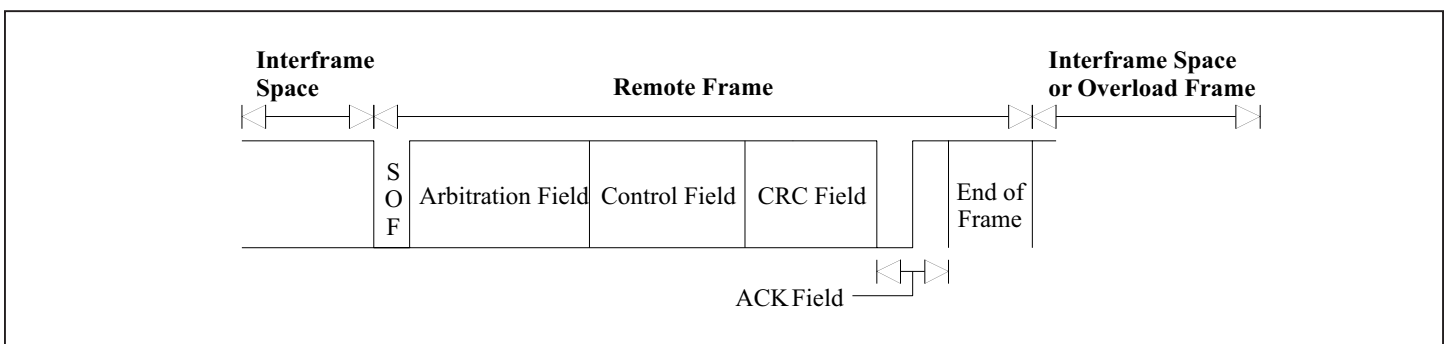 Interframe
Space
Remote Frame
Interframe Space
or Overload Frame
S
O
F
Arbitration Field
Control Field
CRC Field
End of
Frame
ACK Field